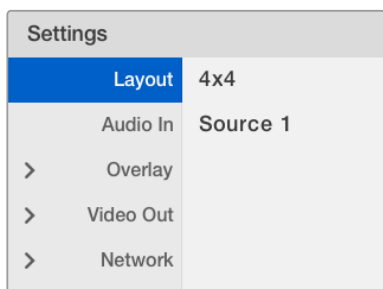 Settings
Layout 4x4
Audio In Source 1
Overlay
Video Out
Network